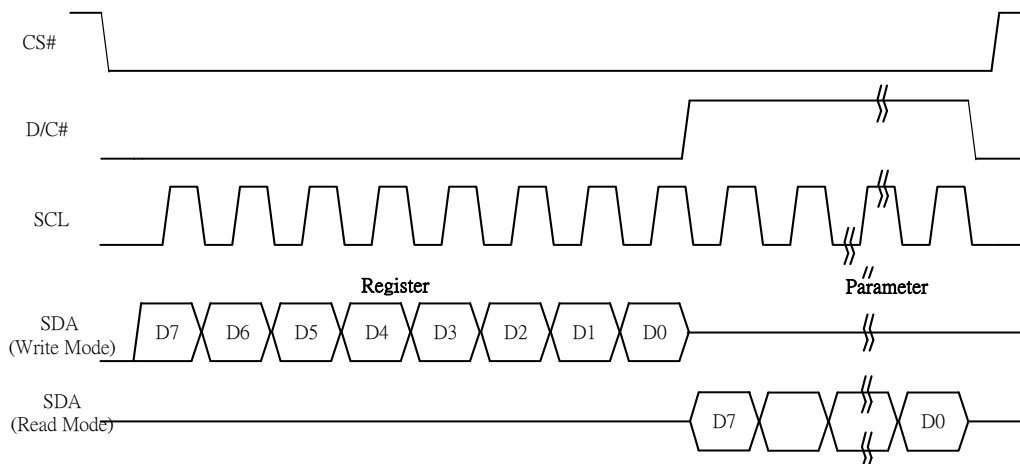 CS#
D/C#
SCL
Register
Parameter
SDA
(Write Mode)
D7 D6 D5 D4 D3 D2 D1 D0
SDA
(Read Mode)
D7 D0